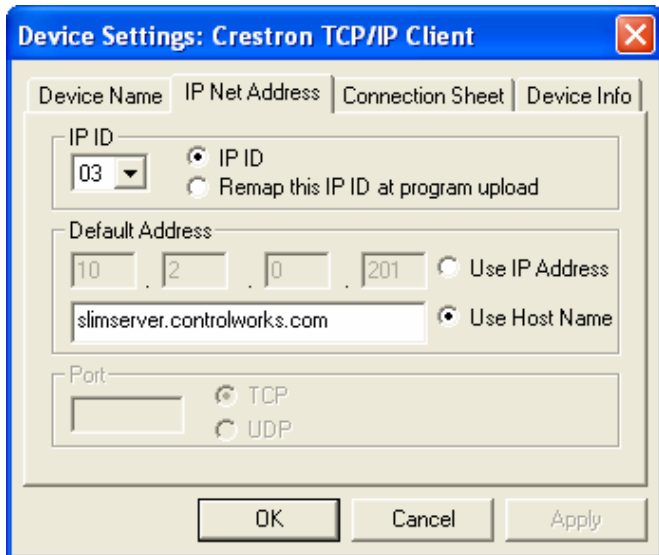 Device Settings: Crestron TCP/IP Client
Device Name IP Net Address Connection Sheet Device Info
IP ID
03 IP ID
Remap this IP ID at program upload
Default Address
10 . 2 . 0 . 201 Use IP Address
slimserver.controlworks.com Use Host Name
Port
TCP
UDP
OK Cancel Apply